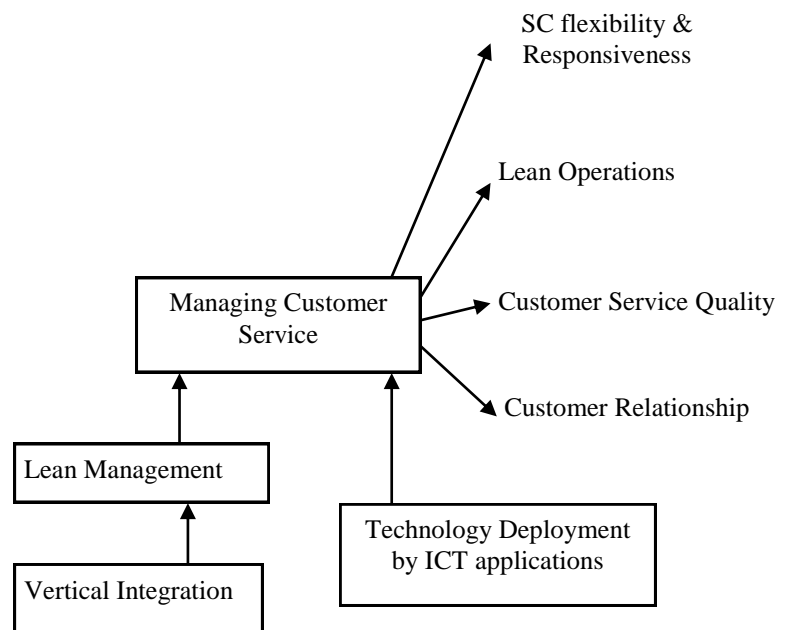 SC flexibility &
Responsiveness
Lean Operations
Managing Customer
Service
Customer Service Quality
Customer Relationship
Lean Management
Technology Deployment
by ICT applications
Vertical Integration